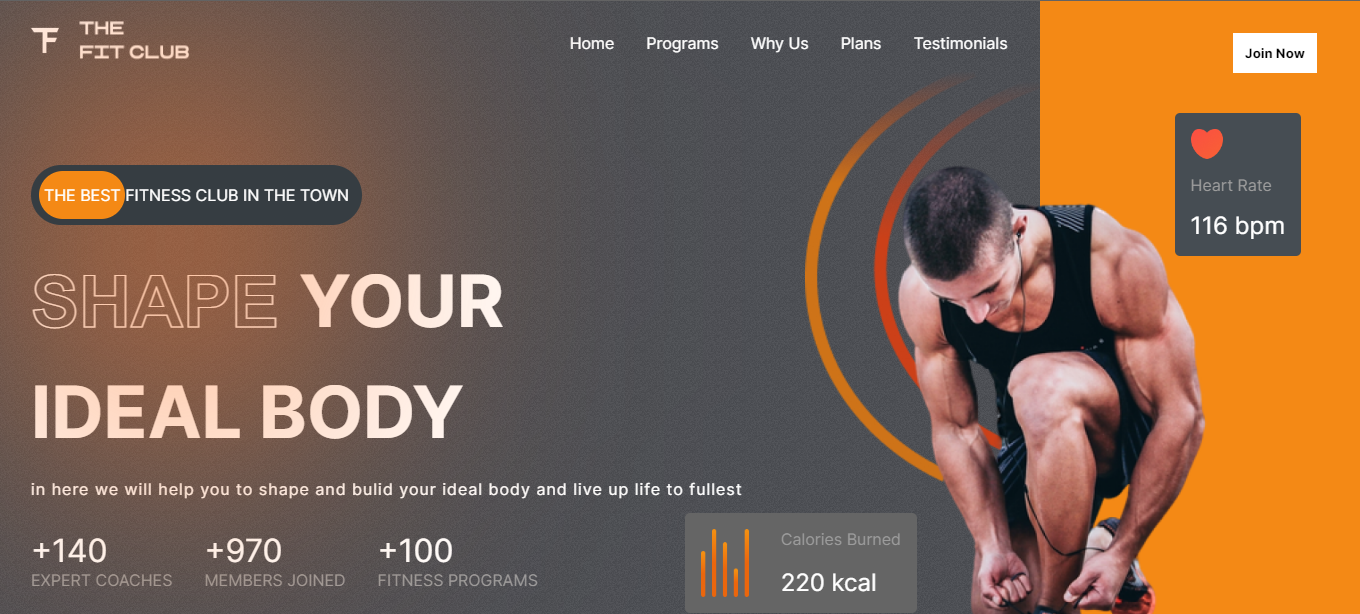 THE
FIT CLUB
Home Programs Why Us Plans Testimonials
Join Now
Heart Rate
116 bpm
THE BEST FITNESS CLUB IN THE TOWN
SHAPE YOUR
IDEAL BODY
in here we will help you to shape and bulid your ideal body and live up life to fullest
+140 +970 +100
EXPERT COACHES MEMBERS JOINED FITNESS PROGRAMS
Calories Burned
220 kcal